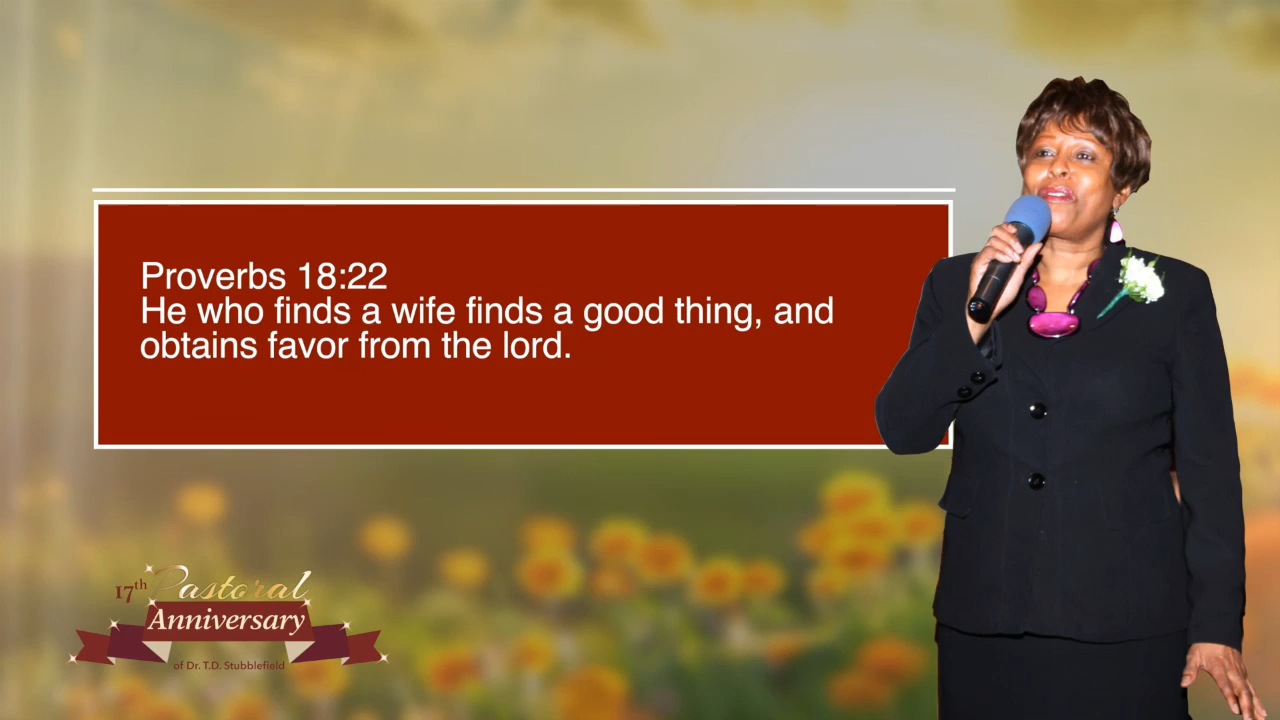 Proverbs 18:22
He who finds a wife finds a good thing, and
obtains favor from the lord.
17th Pastoral
Anniversary
of Dr. T.D. Stubblefield